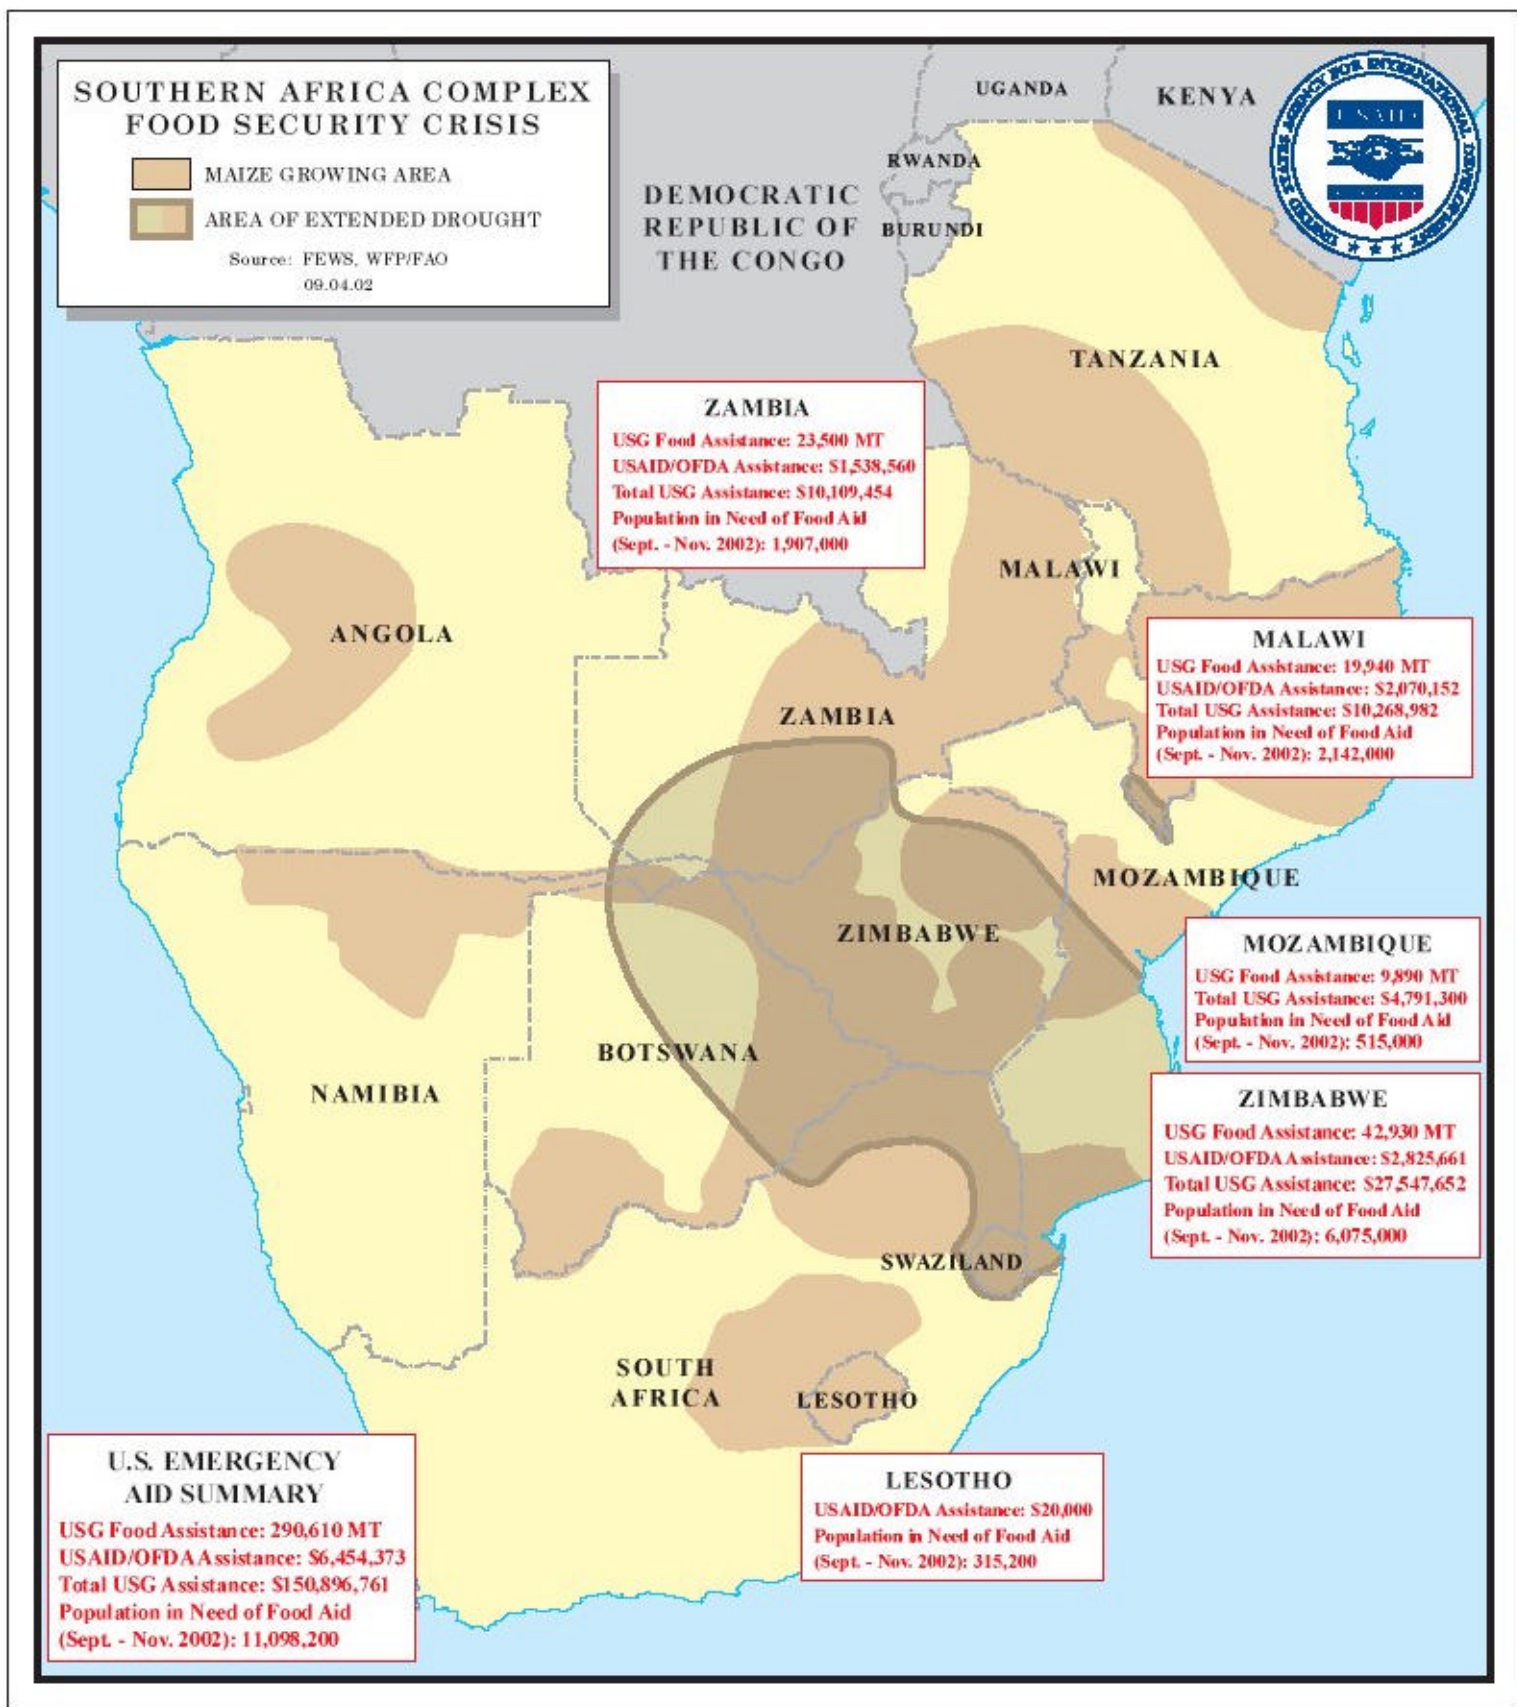 SOUTHERN AFRICA COMPLEX
FOOD SECURITY CRISIS
MAIZE GROWING AREA
AREA OF EXTENDED DROUGHT
Source: FEWS, WFP/FAO
09.04.02
UGANDA
KENYA
UNITED STATES AGENCY FOR INTERNATIONAL DEVELOPMENT
USAID
RWANDA
DEMOCRATIC
REPUBLIC OF
THE CONGO
BURUNDI
TANZANIA
ZAMBIA
USG Food Assistance: 23,500 MT
USAID/OFDA Assistance: $1,538,560
Total USG Assistance: $10,109,454
Population in Need of Food Aid
(Sept. - Nov. 2002): 1,907,000
MALAWI
ANGOLA
MALAWI
USG Food Assistance: 19,940 MT
USAID/OFDA Assistance: $2,070,152
Total USG Assistance: $10,268,982
Population in Need of Food Aid
(Sept. - Nov. 2002): 2,142,000
ZAMBIA
MOZAMBIQUE
ZIMBABWE
MOZAMBIQUE
USG Food Assistance: 9,890 MT
Total USG Assistance: $4,791,300
Population in Need of Food Aid
(Sept. - Nov. 2002): 515,000
BOTSWANA
NAMIBIA
ZIMBABWE
USG Food Assistance: 42,930 MT
USAID/OFDA Assistance: $2,825,661
Total USG Assistance: $27,547,652
Population in Need of Food Aid
(Sept. - Nov. 2002): 6,075,000
SWAZILAND
SOUTH
AFRICA
LESOTHO
U.S. EMERGENCY
AID SUMMARY
USG Food Assistance: 290,610 MT
USAID/OFDA Assistance: $6,454,373
Total USG Assistance: $150,896,761
Population in Need of Food Aid
(Sept. - Nov. 2002): 11,098,200
LESOTHO
USAID/OFDA Assistance: $20,000
Population in Need of Food Aid
(Sept. - Nov. 2002): 315,200